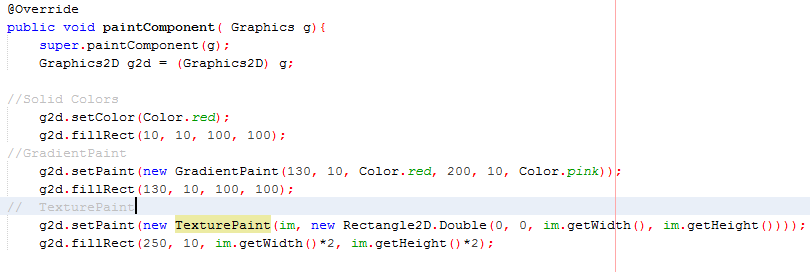 @Override
public void paintComponent( Graphics g){
super.paintComponent(g);
Graphics2D g2d = (Graphics2D) g;
//Solid Colors
g2d.setColor(Color.red);
g2d.fillRect(10, 10, 100, 100);
//GradientPaint
g2d.setPaint(new GradientPaint(130, 10, Color.red, 200, 10, Color.pink));
g2d.fillRect(130, 10, 100, 100);
// TexturePaint
g2d.setPaint(new TexturePaint(im, new Rectangle2D.Double(0, 0, im.getWidth(), im.getHeight())));
g2d.fillRect(250, 10, im.getWidth()*2, im.getHeight()*2);